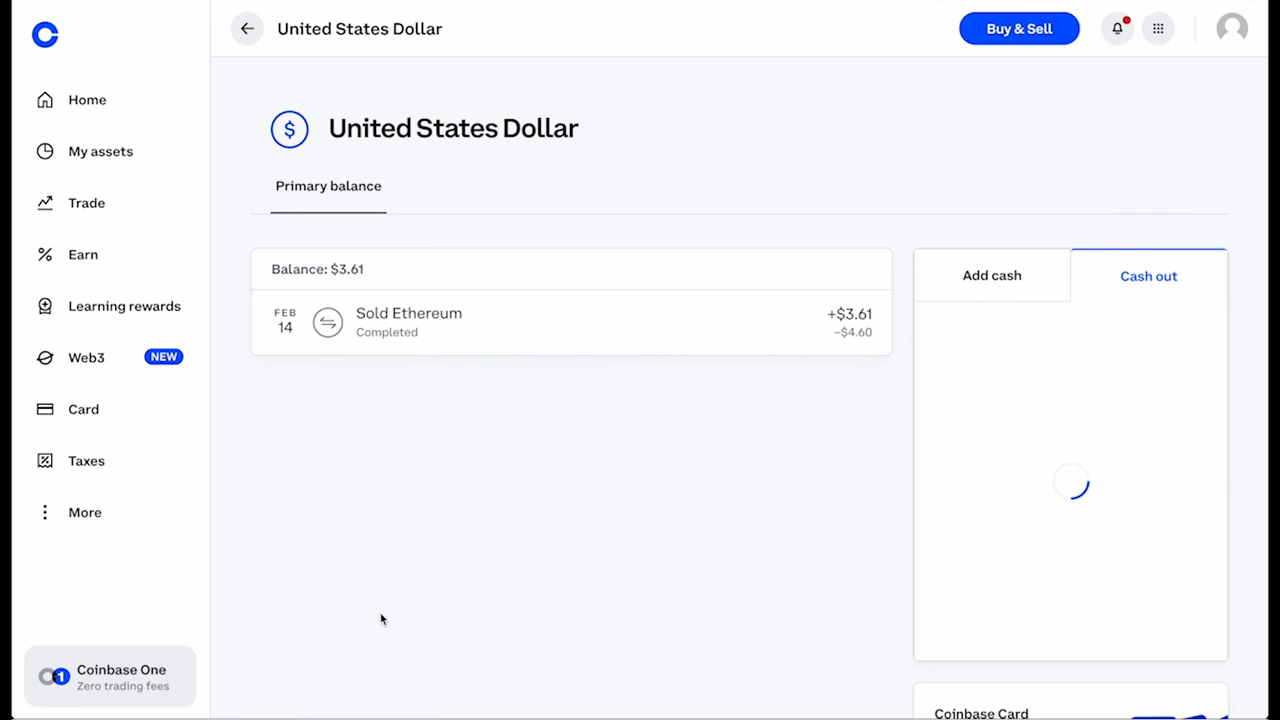 United States Dollar
Buy & Sell
Home
My assets
Trade
Earn
Learning rewards
Web3 NEW
Card
Taxes
More
1 Coinbase One
Zero trading fees
$ United States Dollar
Primary balance
Balance: $3.61
FEB
14
Sold Ethereum
Completed
+$3.61
−$4.60
Add cash
Cash out
Coinbase Card